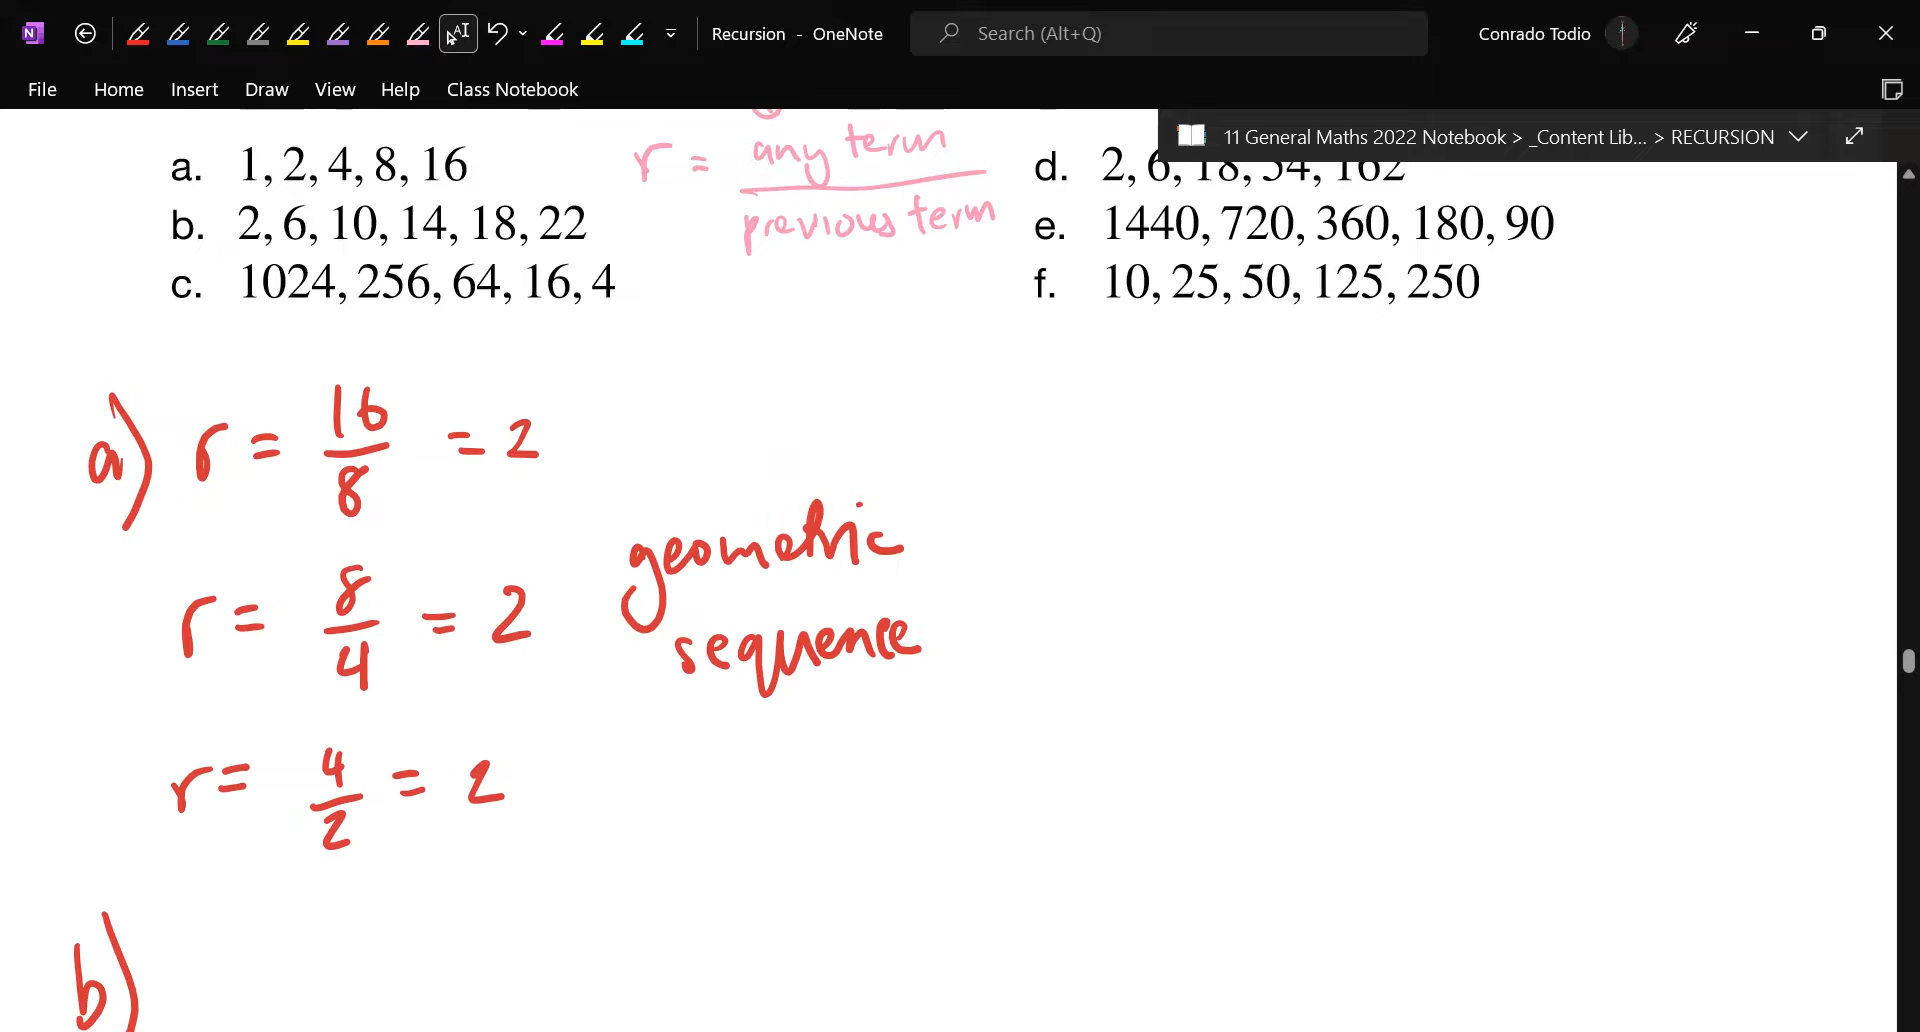 Recursion - OneNote
Search (Alt+Q)
Conrado Todio
File Home Insert Draw View Help Class Notebook
11 General Maths 2022 Notebook > _Content Lib... > RECURSION
a. 1, 2, 4, 8, 16
b. 2, 6, 10, 14, 18, 22
c. 1024, 256, 64, 16, 4
r = any term
previous term
d. 2, 6, 18, 54, 162
e. 1440, 720, 360, 180, 90
f. 10, 25, 50, 125, 250
a) r = 16/8 = 2
r = 8/4 = 2
geometric
sequence
r = 4/2 = 2
b)